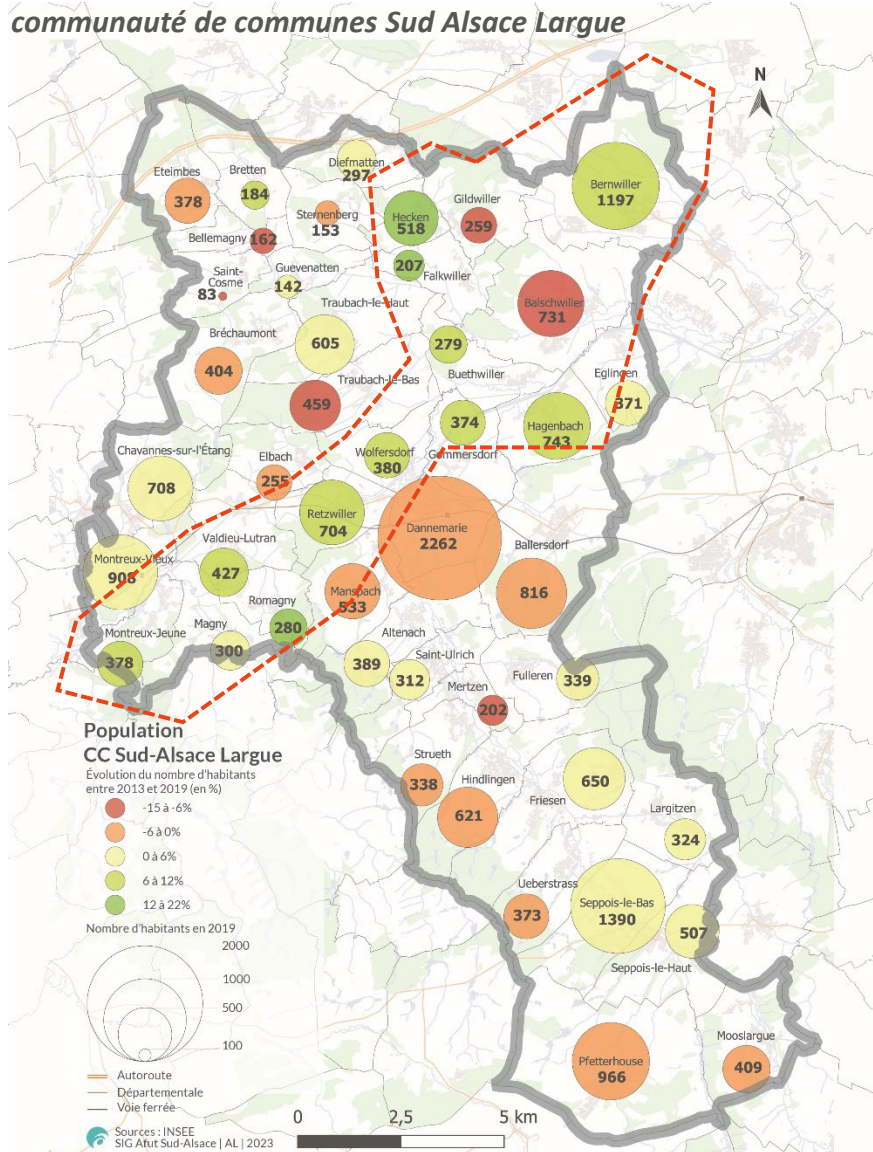 communauté de communes Sud Alsace Largue
N
Diefmatten
297
Eteimbes
378
Bretten
184
Bernwiller
1197
Sternenberg
153
Hecken
518
Gildwiller
259
Bellemagny
162
207
Falkwiller
Saint-
Cosme
83
Guevenatten
142
Traubach-le-Haut
605
Balschwiller
731
Bréchaumont
404
279
Buethwiller
Traubach-le-Bas
459
Eglingen
371
374
Gommersdorf
Hagenbach
743
Chavannes-sur-l'Étang
708
Elbach
255
Wolfersdorf
380
Retzwiller
704
Dannemarie
2262
Ballersdorf
816
Montreux-Vieux
908
Valdieu-Lutran
427
Manspach
533
Romagny
280
Montreux-Jeune
378
Magny
300
Altenach
389
Saint-Ulrich
312
Fulleren
339
Mertzen
202
Strueth
338
Hindlingen
621
650
Friesen
Largitzen
324
Ueberstrass
373
Seppois-le-Bas
1390
507
Seppois-le-Haut
Pfetterhouse
966
Mooslargue
409
Population
CC Sud-Alsace Largue
Évolution du nombre d'habitants
entre 2013 et 2019 (en %)
-15 à -6%
-6 à 0%
0 à 6%
6 à 12%
12 à 22%
Nombre d'habitants en 2019
2000
1000
500
100
Autoroute
Départementale
Voie ferrée
Sources : INSEE
SIG Afut Sud-Alsace | AL | 2023
0 2,5 5 km